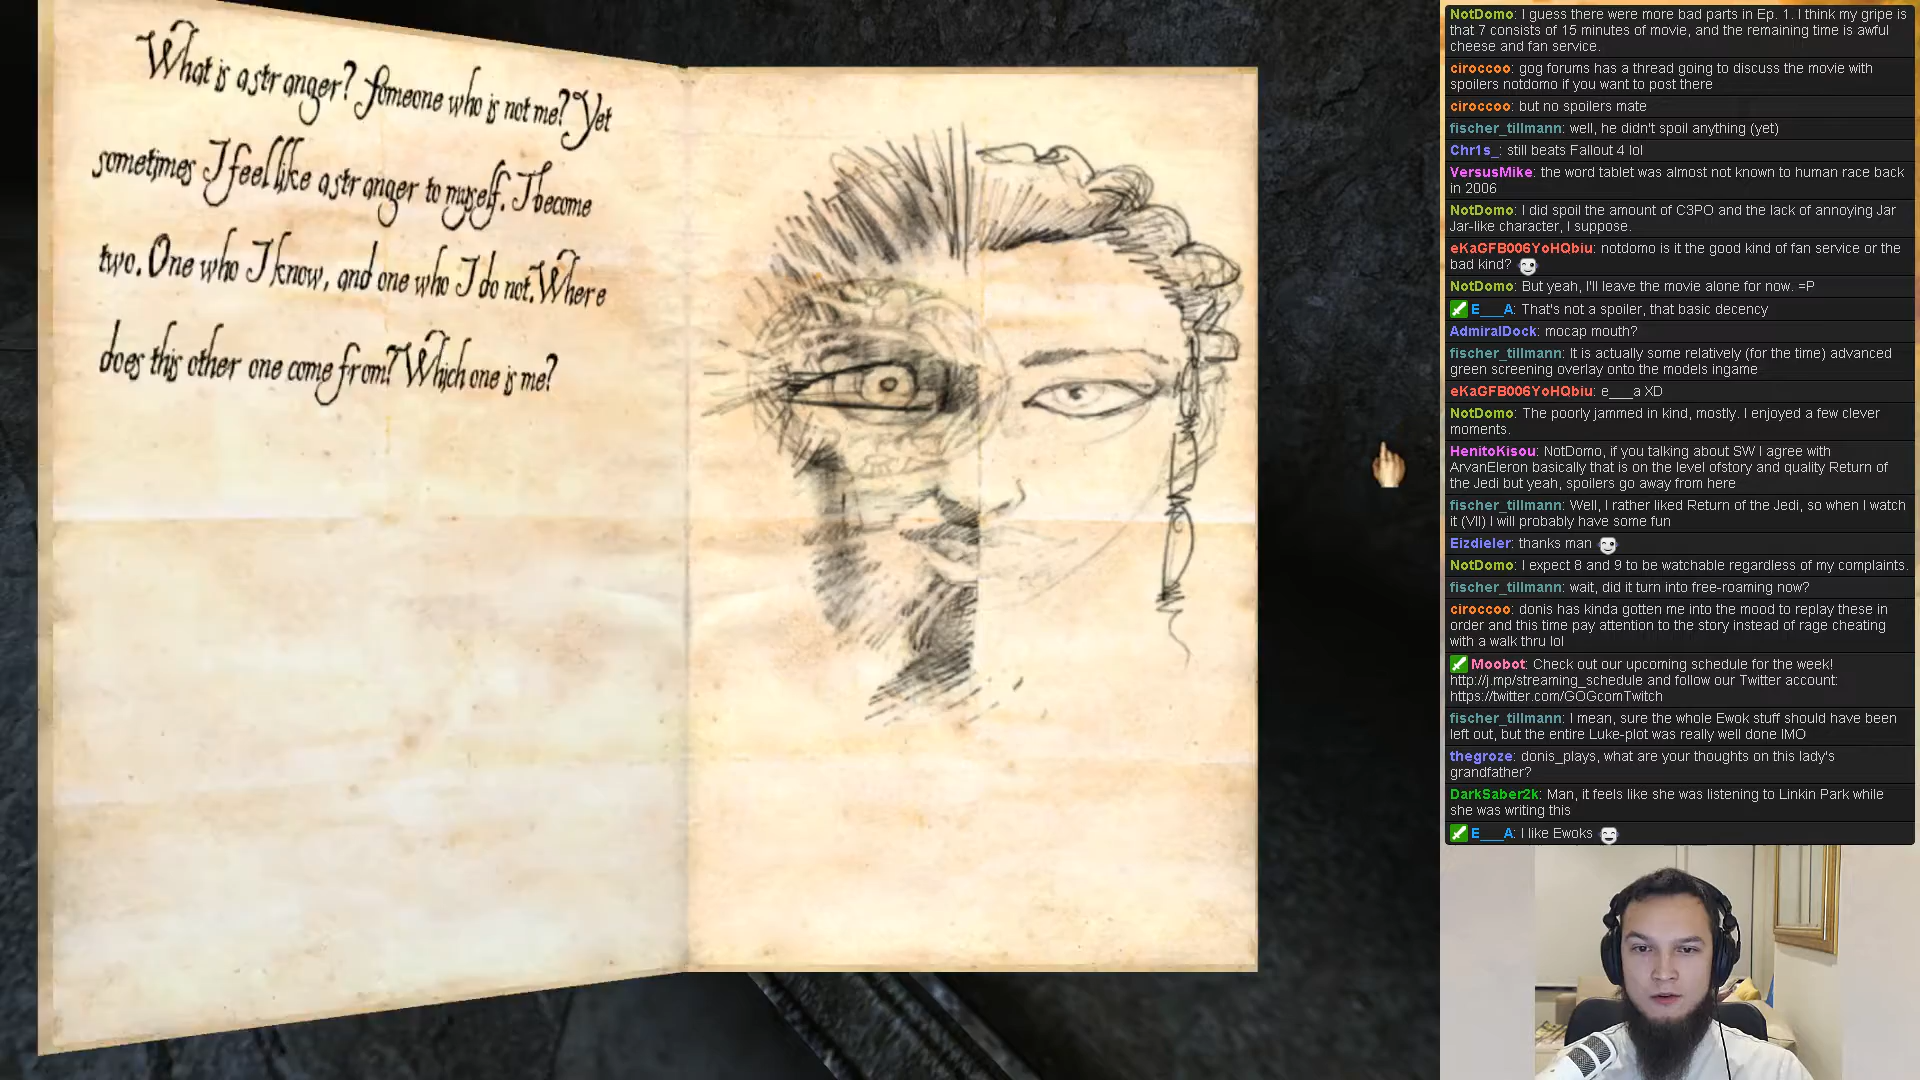 What is a stranger? Someone who is not me? Yet
sometimes I feel like a stranger to myself. I become
two. One who I know, and one who I do not. Where
does this other one come from? Which one is me?
NotDomo: I guess there were more bad parts in Ep. 1. I think my gripe is
that 7 consists of 15 minutes of movie, and the remaining time is awful
cheese and fan service.
ciroccoo: gog forums has a thread going to discuss the movie with
spoilers notdomo if you want to post there
ciroccoo: but no spoilers mate
fischer_tillmann: well, he didn't spoil anything (yet)
Chr1s_: still beats Fallout 4 lol
VersusMike: the word tablet was almost not known to human race back
in 2006
NotDomo: I did spoil the amount of C3PO and the lack of annoying Jar
Jar-like character, I suppose.
eKaGFB006YoHQbiu: notdomo is it the good kind of fan service or the
bad kind?
NotDomo: But yeah, I'll leave the movie alone for now. =P
E___A: That's not a spoiler, that basic decency
AdmiralDock: mocap mouth?
fischer_tillmann: It is actually some relatively (for the time) advanced
green screening overlay onto the models ingame
eKaGFB006YoHQbiu: e___a XD
NotDomo: The poorly jammed in kind, mostly. I enjoyed a few clever
moments.
HenitoKisou: NotDomo, if you talking about SW I agree with
ArvanEleron basically that is on the level ofstory and quality Return of
the Jedi but yeah, spoilers go away from here
fischer_tillmann: Well, I rather liked Return of the Jedi, so when I watch
it (VII) I will probably have some fun
Eizdieler: thanks man
NotDomo: I expect 8 and 9 to be watchable regardless of my complaints.
fischer_tillmann: wait, did it turn into free-roaming now?
ciroccoo: donis has kinda gotten me into the mood to replay these in
order and this time pay attention to the story instead of rage cheating
with a walk thru lol
Moobot: Check out our upcoming schedule for the week!
http://j.mp/streaming_schedule and follow our Twitter account:
https://twitter.com/GOGcomTwitch
fischer_tillmann: I mean, sure the whole Ewok stuff should have been
left out, but the entire Luke-plot was really well done IMO
thegroze: donis_plays, what are your thoughts on this lady's
grandfather?
DarkSaber2k: Man, it feels like she was listening to Linkin Park while
she was writing this
E___A: I like Ewoks